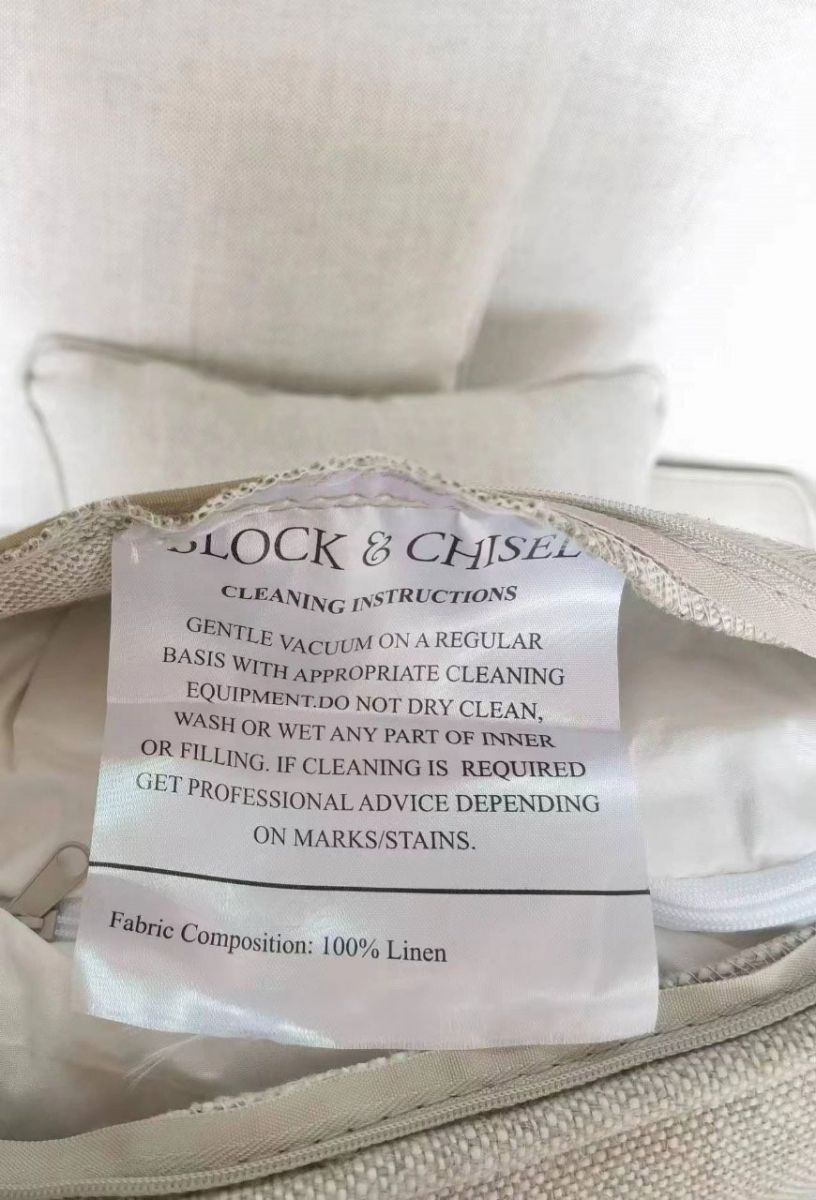 BLOCK & CHISEL
CLEANING INSTRUCTIONS
GENTLE VACUUM ON A REGULAR
BASIS WITH APPROPRIATE CLEANING
EQUIPMENT.DO NOT DRY CLEAN,
WASH OR WET ANY PART OF INNER
OR FILLING. IF CLEANING IS REQUIRED
GET PROFESSIONAL ADVICE DEPENDING
ON MARKS/STAINS.
Fabric Composition: 100% Linen